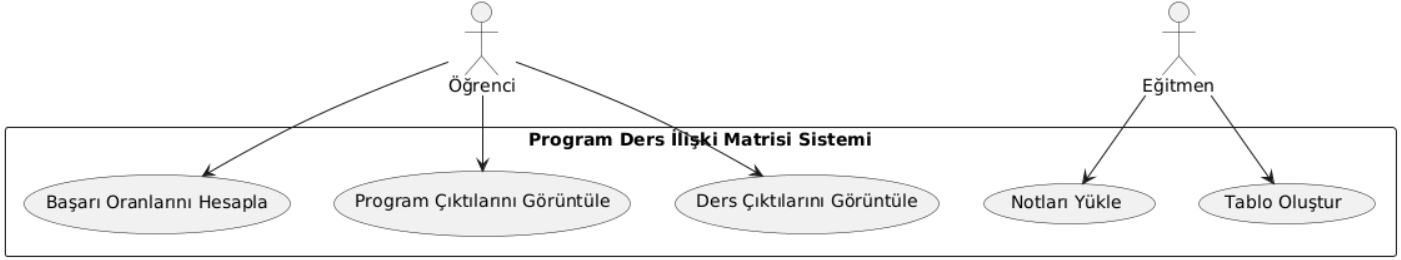 Öğrenci
Eğitmen
Program Ders İlişki Matrisi Sistemi
Başarı Oranlarını Hesapla
Program Çıktılarını Görüntüle
Ders Çıktılarını Görüntüle
Notları Yükle
Tablo Oluştur